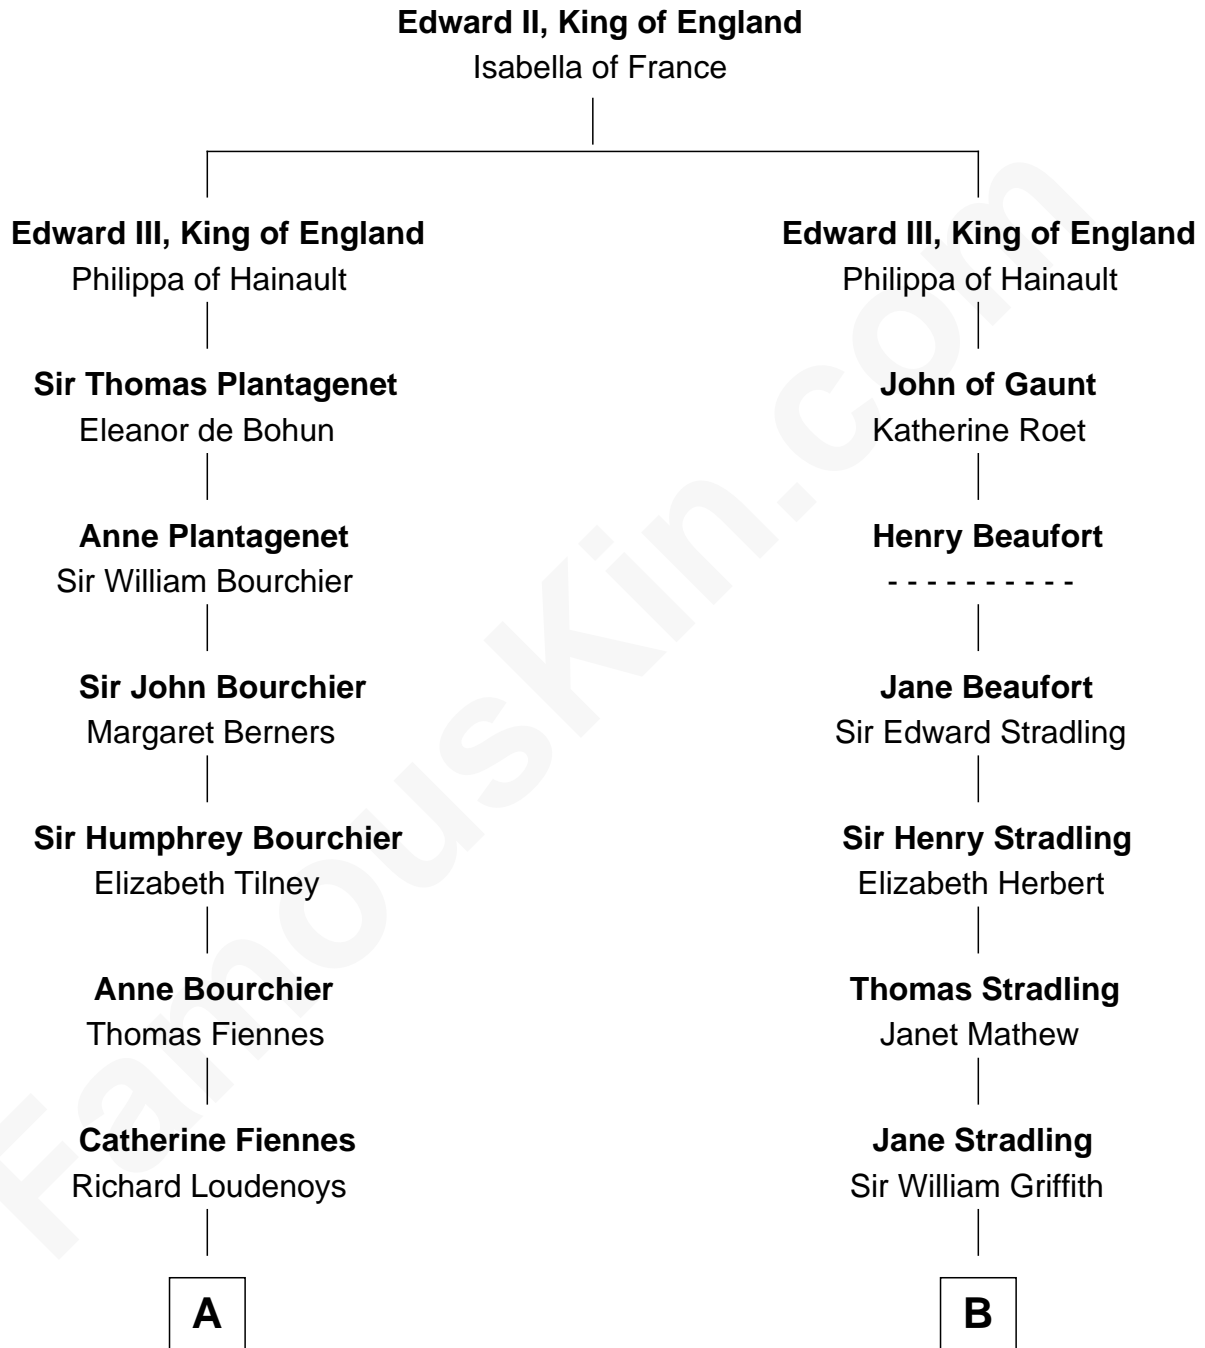 Edward II, King of England
Isabella of France
Edward III, King of England
Philippa of Hainault
Sir Thomas Plantagenet
Eleanor de Bohun
Anne Plantagenet
Sir William Bourchier
Sir John Bourchier
Margaret Berners
Sir Humphrey Bourchier
Elizabeth Tilney
Anne Bourchier
Thomas Fiennes
Catherine Fiennes
Richard Loudenoys
A
Edward III, King of England
Philippa of Hainault
John of Gaunt
Katherine Roet
Henry Beaufort
- - - - - - - - - -
Jane Beaufort
Sir Edward Stradling
Sir Henry Stradling
Elizabeth Herbert
Thomas Stradling
Janet Mathew
Jane Stradling
Sir William Griffith
B
FamousKin.com